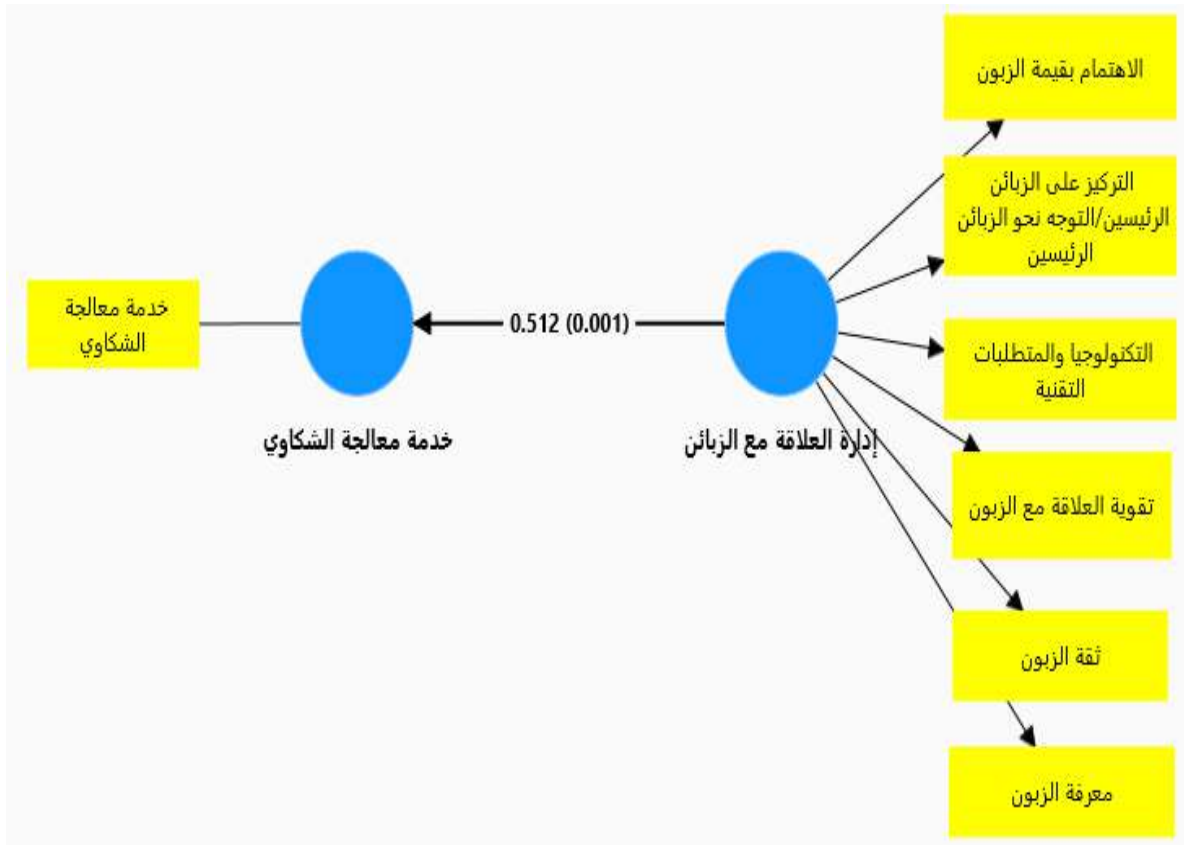 الاهتمام بقيمة الزبون
التركيز على الزبائن
الرئيسين/التوجه نحو الزبائن
الرئيسين
خدمة معالجة
الشكاوي
0.512 (0.001)
التكنولوجيا والمتطلبات
التقنية
إدارة العلاقة مع الزبائن
خدمة معالجة الشكاوي
تقوية العلاقة مع الزبون
ثقة الزبون
معرفة الزبون